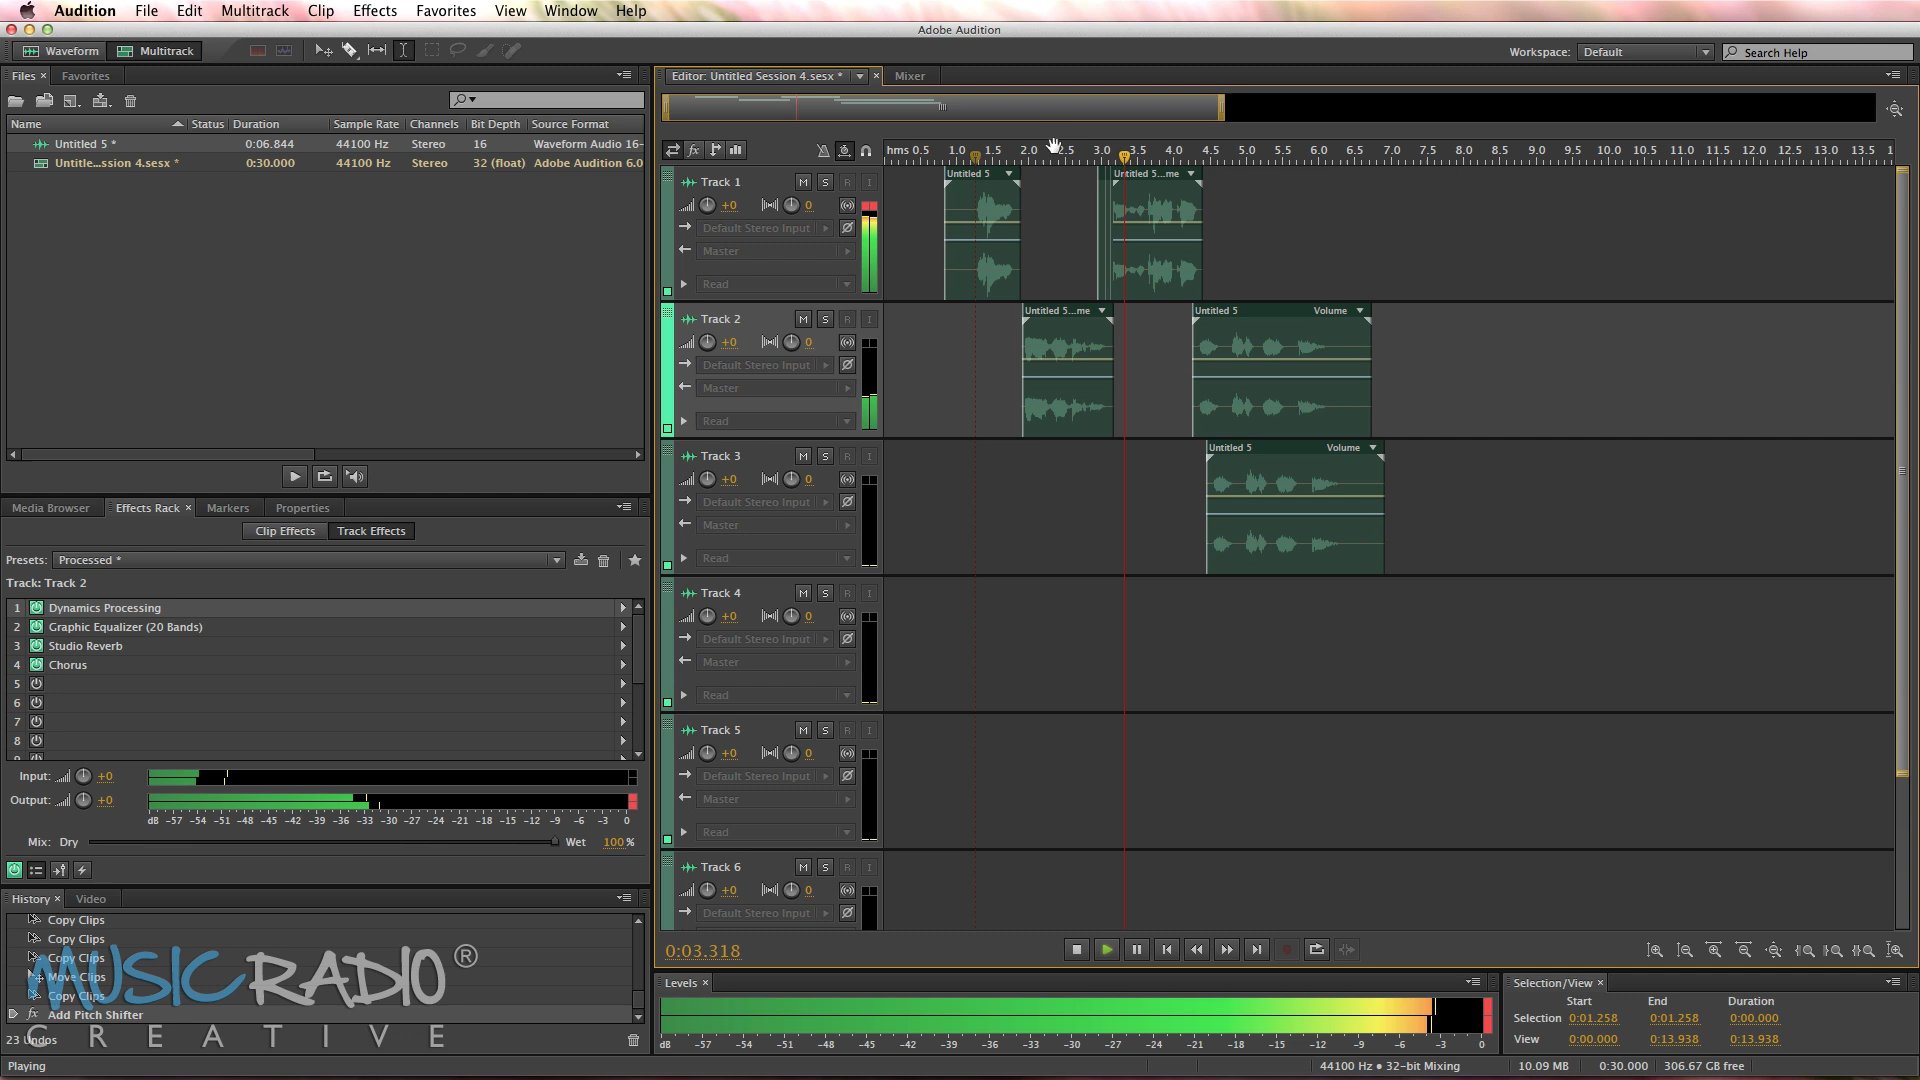 Audition File Edit Multitrack Clip Effects Favorites View Window Help
Adobe Audition
Waveform Multitrack
Workspace: Default Search Help
Files × Favorites
Name Status Duration Sample Rate Channels Bit Depth Source Format
Untitled 5 * 0:06.844 44100 Hz Stereo 16 Waveform Audio 16-
Untitle...ssion 4.sesx * 0:30.000 44100 Hz Stereo 32 (float) Adobe Audition 6.0
Media Browser Effects Rack × Markers Properties
Clip Effects Track Effects
Presets: Processed *
Track: Track 2
1 Dynamics Processing
2 Graphic Equalizer (20 Bands)
3 Studio Reverb
4 Chorus
5
6
7
8
Input: +0
Output: +0
dB -57 -54 -51 -48 -45 -42 -39 -36 -33 -30 -27 -24 -21 -18 -15 -12 -9 -6 -3 0
Mix: Dry Wet 100 %
History × Video
Copy Clips
Copy Clips
Copy Clips
Move Clips
Copy Clips
fx Add Pitch Shifter
23 Undos
MUSICRADIO ®
CREATIVE
Playing
Editor: Untitled Session 4.sesx * × Mixer
fx
hms 0.5 1.0 1.5 2.0 2.5 3.0 3.5 4.0 4.5 5.0 5.5 6.0 6.5 7.0 7.5 8.0 8.5 9.0 9.5 10.0 10.5 11.0 11.5 12.0 12.5 13.0 13.5 1
Track 1 M S R I
+0 0
Default Stereo Input
Master
Read
Untitled 5
Untitled 5...me
Track 2 M S R I
+0 0
Default Stereo Input
Master
Read
Untitled 5...me
Untitled 5 Volume
Track 3 M S R I
+0 0
Default Stereo Input
Master
Read
Untitled 5 Volume
Track 4 M S R I
+0 0
Default Stereo Input
Master
Read
Track 5 M S R I
+0 0
Default Stereo Input
Master
Read
Track 6 M S R I
+0 0
Default Stereo Input
0:03.318
Levels ×
dB -57 -54 -51 -48 -45 -42 -39 -36 -33 -30 -27 -24 -21 -18 -15 -12 -9 -6 -3 0
Selection/View ×
Start End Duration
Selection 0:01.258 0:01.258 0:00.000
View 0:00.000 0:13.938 0:13.938
44100 Hz • 32-bit Mixing 10.09 MB 0:30.000 306.67 GB free